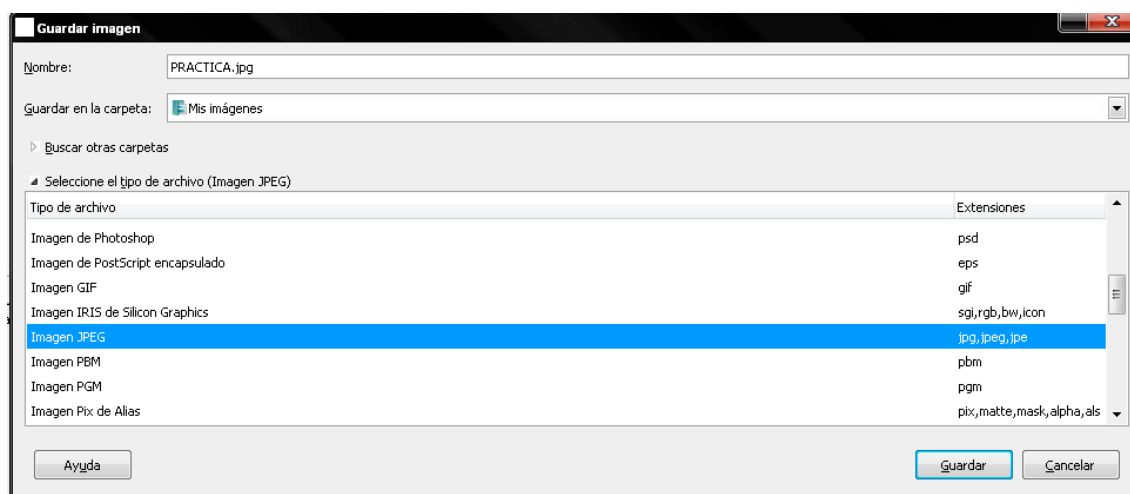 Guardar imagen
Nombre: PRACTICA.jpg
Guardar en la carpeta: Mis imágenes
Buscar otras carpetas
Seleccione el tipo de archivo (Imagen JPEG)
Tipo de archivo Extensiones
Imagen de Photoshop psd
Imagen de PostScript encapsulado eps
Imagen GIF gif
Imagen IRIS de Silicon Graphics sgi,rgb,bw,icon
Imagen JPEG jpg,jpeg,jpe
Imagen PBM pbm
Imagen PGM pgm
Imagen Pix de Alias pix,matte,mask,alpha,als
Ayuda Guardar Cancelar